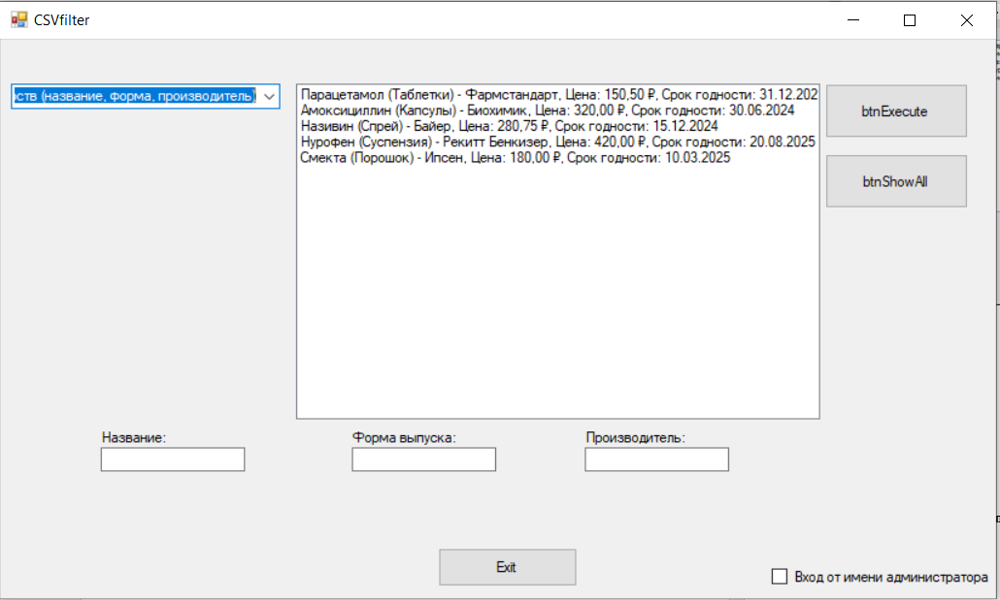 CSVfilter
ств (название, форма, производитель)
Парацетамол (Таблетки) - Фармстандарт, Цена: 150,50 ₽, Срок годности: 31.12.202
Амоксициллин (Капсулы) - Биохимик, Цена: 320,00 ₽, Срок годности: 30.06.2024
Називин (Спрей) - Байер, Цена: 280,75 ₽, Срок годности: 15.12.2024
Нурофен (Суспензия) - Рекитт Бенкизер, Цена: 420,00 ₽, Срок годности: 20.08.2025
Смекта (Порошок) - Ипсен, Цена: 180,00 ₽, Срок годности: 10.03.2025
btnExecute
btnShowAll
Название:
Форма выпуска:
Производитель:
Exit
Вход от имени администратора